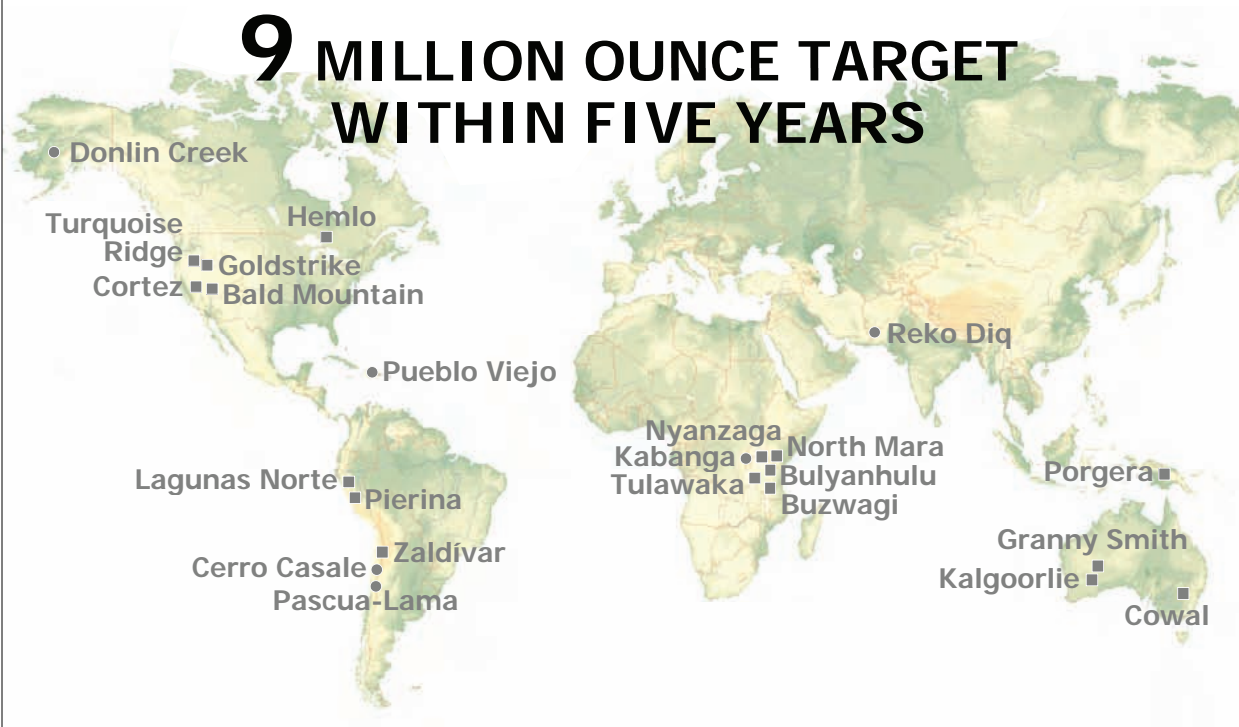 9 MILLION OUNCE TARGET
WITHIN FIVE YEARS
Donlin Creek
Hemlo
Turquoise
Ridge
Goldstrike
Cortez
Bald Mountain
Reko Diq
Pueblo Viejo
Nyanzaga
North Mara
Kabanga
Bulyanhulu
Tulawaka
Buzwagi
Lagunas Norte
Pierina
Porgera
Zaldívar
Cerro Casale
Pascua-Lama
Granny Smith
Kalgoorlie
Cowal